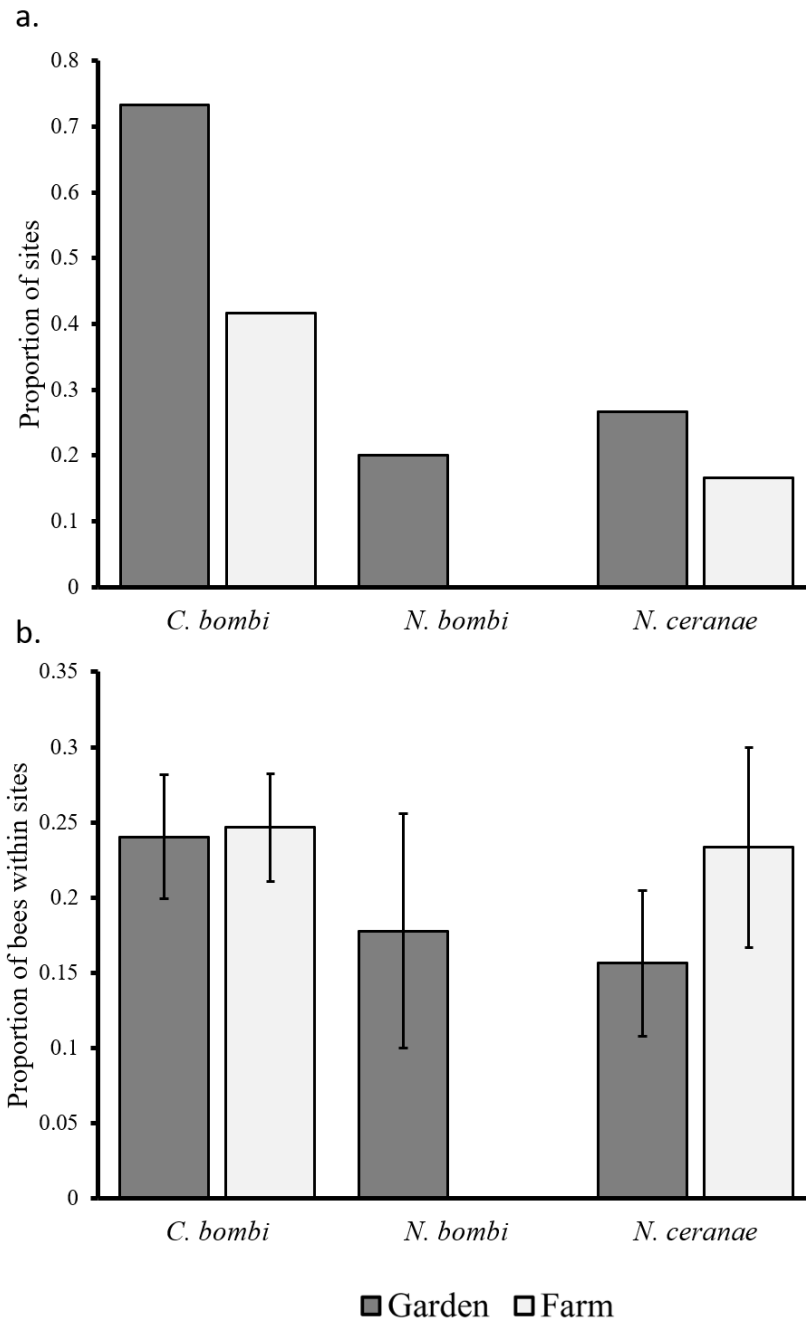 a.
0.8
0.7
0.6
0.5
0.4
0.3
0.2
0.1
0
Proportion of sites
C. bombi N. bombi N. ceranae
b.
0.35
0.3
0.25
0.2
0.15
0.1
0.05
0
Proportion of bees within sites
C. bombi N. bombi N. ceranae
Garden Farm